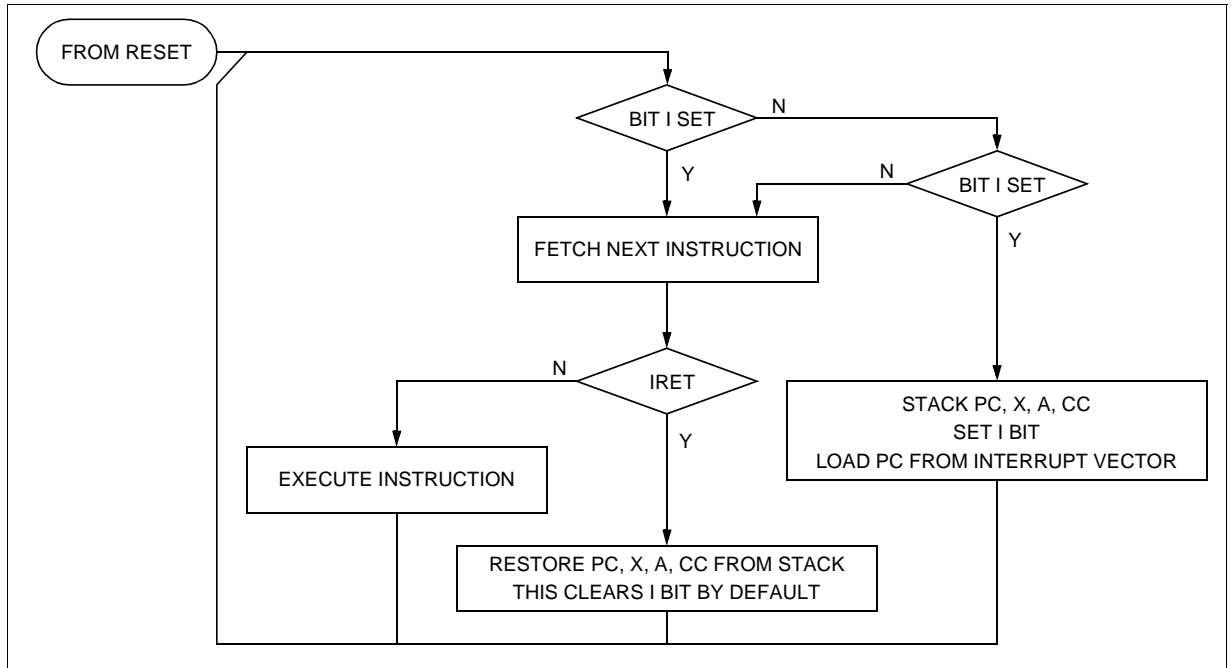 FROM RESET
BIT I SET
N
Y
N
BIT I SET
Y
FETCH NEXT INSTRUCTION
N
IRET
Y
STACK PC, X, A, CC
SET I BIT
LOAD PC FROM INTERRUPT VECTOR
EXECUTE INSTRUCTION
RESTORE PC, X, A, CC FROM STACK
THIS CLEARS I BIT BY DEFAULT